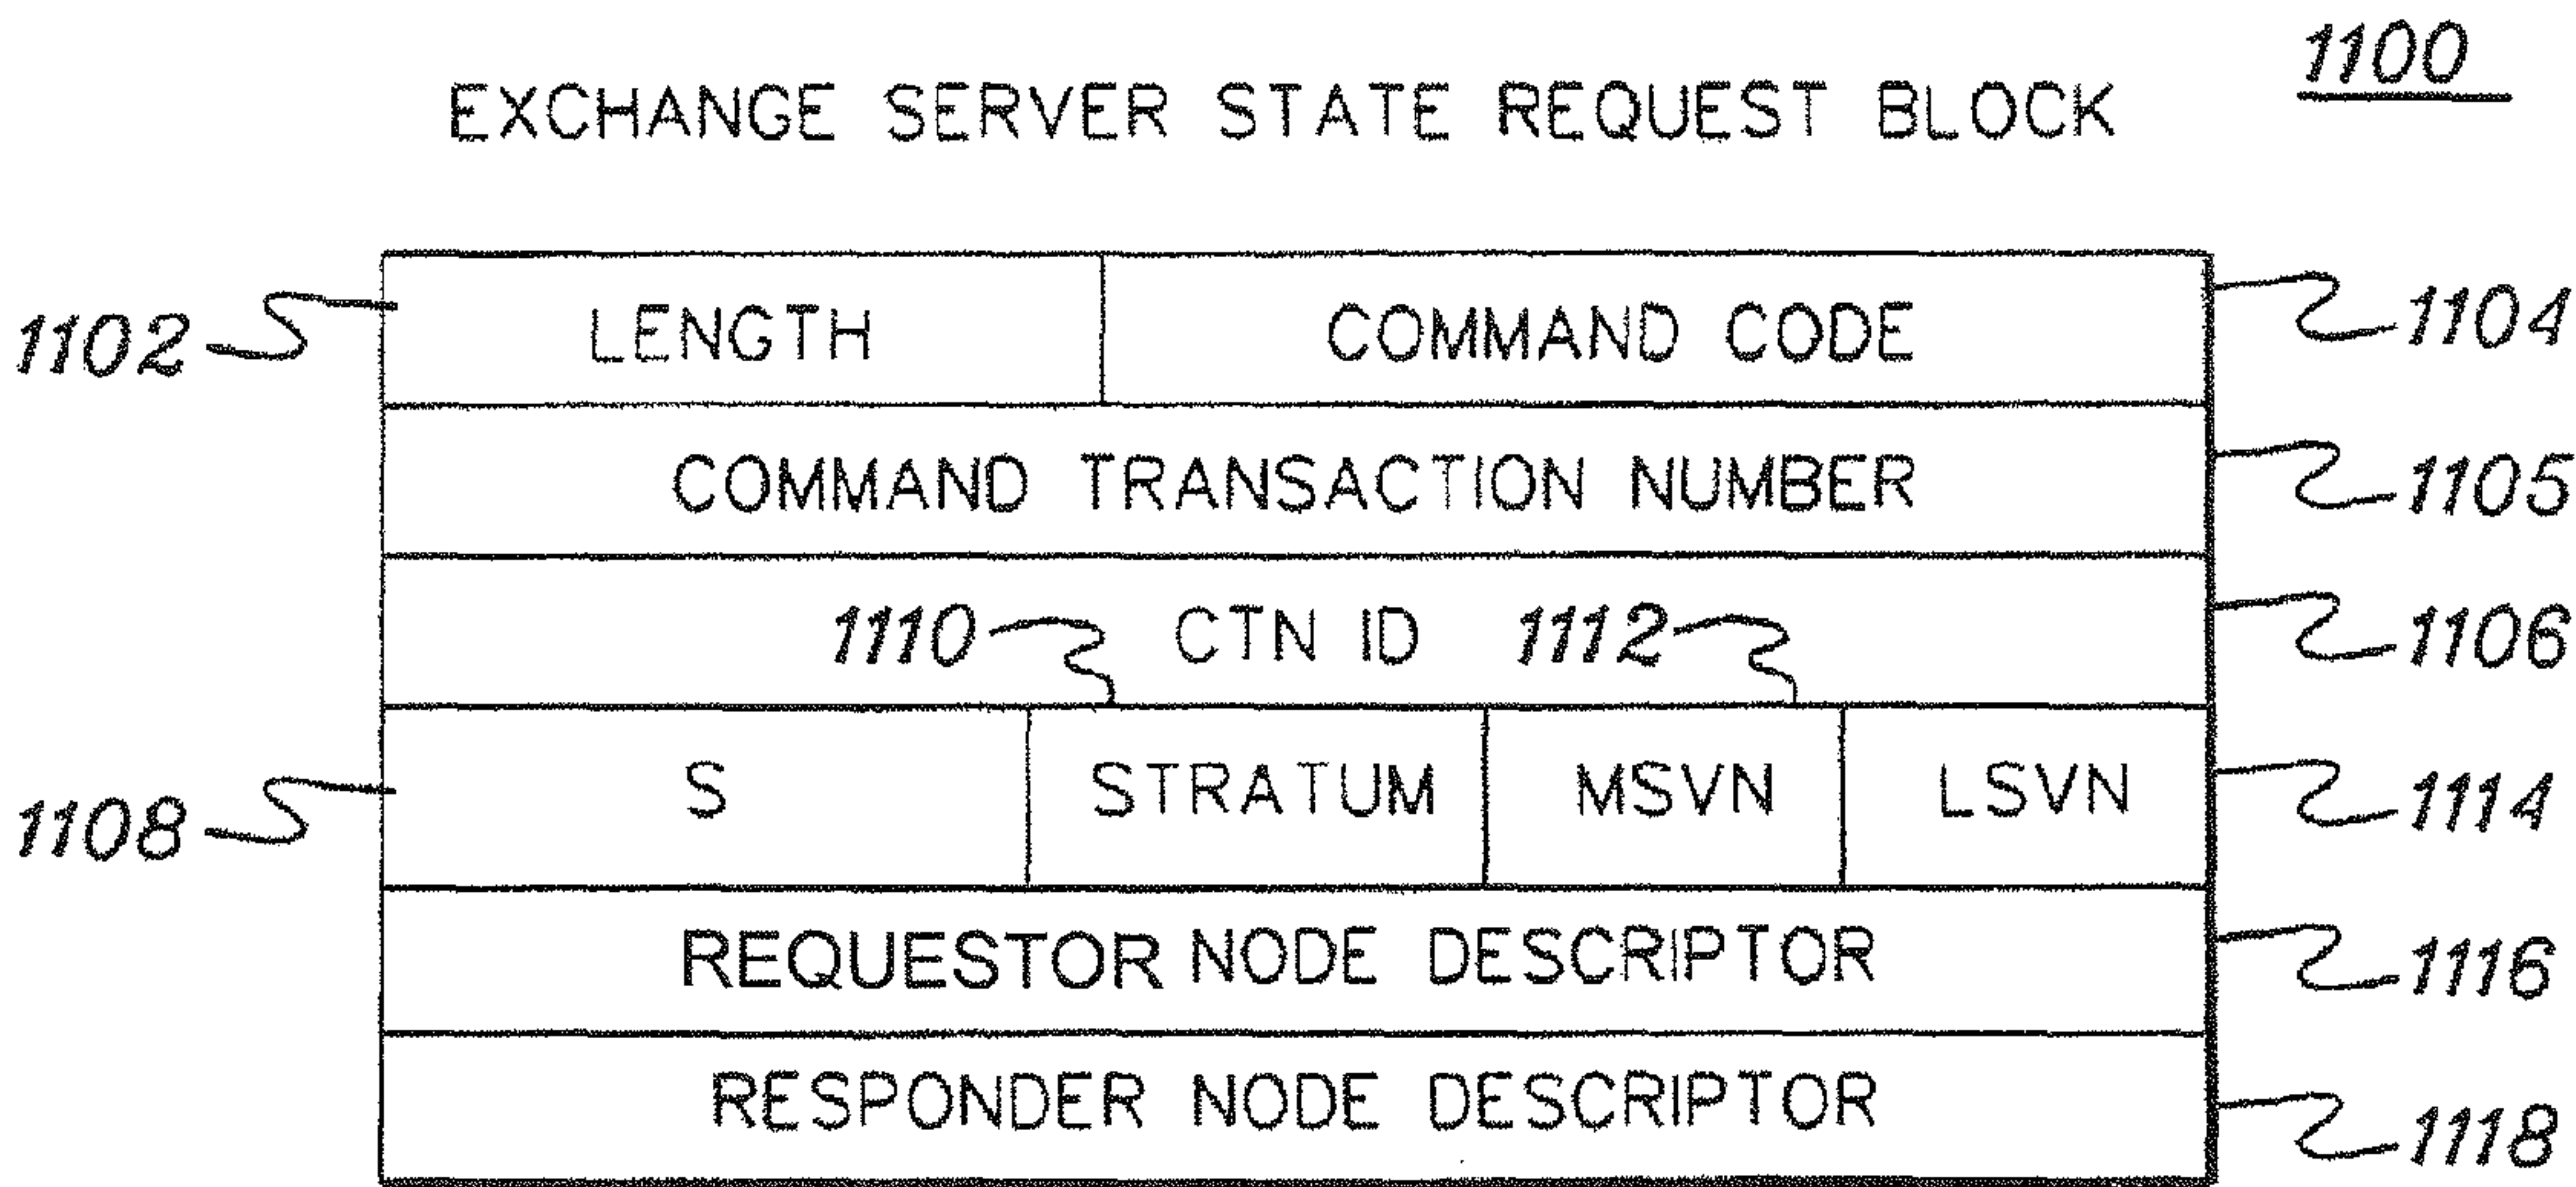 1100
EXCHANGE SERVER STATE REQUEST BLOCK
1102 LENGTH COMMAND CODE 1104
COMMAND TRANSACTION NUMBER 1105
1110 CTN ID 1112 1106
1108 S STRATUM MSVN LSVN 1114
REQUESTOR NODE DESCRIPTOR 1116
RESPONDER NODE DESCRIPTOR 1118